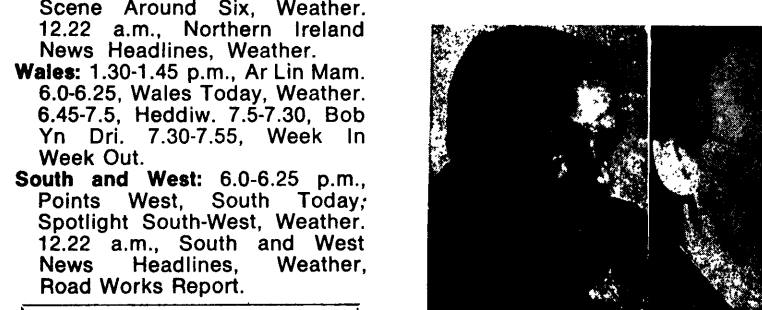 Scene Around Six, Weather.
12.22 a.m., Northern Ireland
News Headlines, Weather.
Wales: 1.30-1.45 p.m., Ar Lin Mam.
6.0-6.25, Wales Today, Weather.
6.45-7.5, Heddiw. 7.5-7.30, Bob
Yn Dri. 7.30-7.55, Week In
Week Out.
South and West: 6.0-6.25 p.m.,
Points West, South Today;
Spotlight South-West, Weather.
12.22 a.m., South and West
News Headlines, Weather,
Road Works Report.